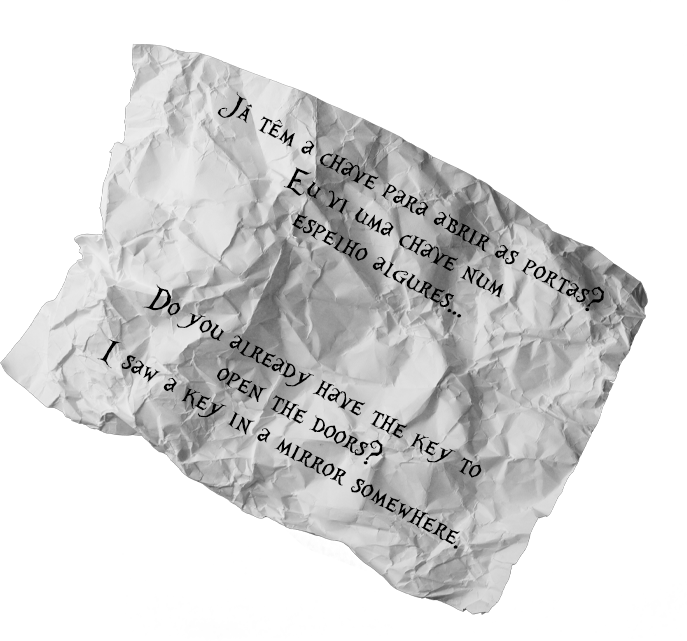 Já têm a chave para abrir as portas?
Eu vi uma chave num
espelho algures...
Do you already have the key to
open the doors?
I saw a key in a mirror somewhere.